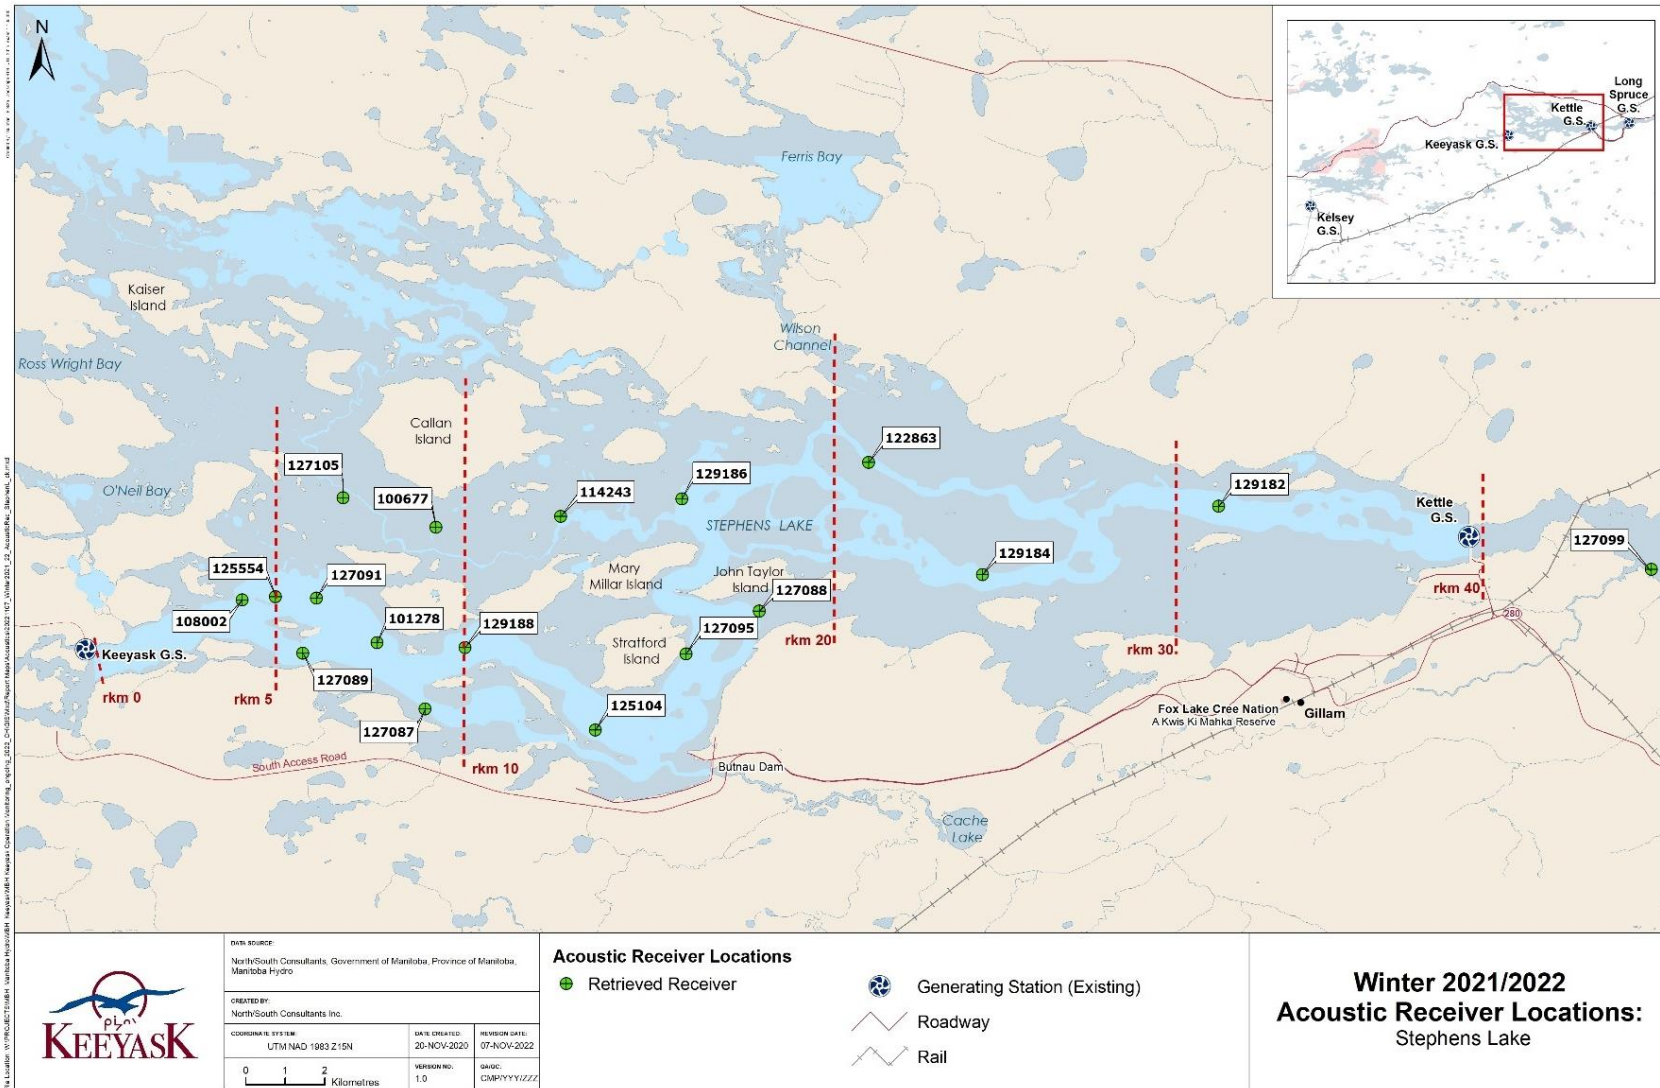 N
Ferris Bay
Kaiser
Island
Ross Wright Bay
Wilson
Channel
Callan
Island
O'Neil Bay
127105
100677
114243
129186
122863
129182
STEPHENS LAKE
Kettle
G.S.
127099
125554
127091
108002
101278
129188
Mary
Millar Island
John Taylor
Island
127088
129184
127095
Stratford
Island
Keeyask G.S.
rkm 0
rkm 5
127089
127087
rkm 10
125104
rkm 20
rkm 30
rkm 40
280
Fox Lake Cree Nation
A Kwis Ki Mahka Reserve
Gillam
South Access Road
Butnau Dam
Cache
Lake
Long
Spruce
G.S.
Kettle
G.S.
Keeyask G.S.
Kelsey
G.S.
KEEYASK
DATA SOURCE:
North/South Consultants, Government of Manitoba, Province of Manitoba,
Manitoba Hydro
CREATED BY:
North/South Consultants Inc.
COORDINATE SYSTEM:
UTM NAD 1983 Z15N
DATE CREATED:
20-NOV-2020
REVISION DATE:
07-NOV-2022
0 1 2
Kilometres
VERSION NO:
1.0
QA/QC:
CMP/YYY/ZZZ
Acoustic Receiver Locations
Retrieved Receiver
Generating Station (Existing)
Roadway
Rail
Winter 2021/2022
Acoustic Receiver Locations:
Stephens Lake